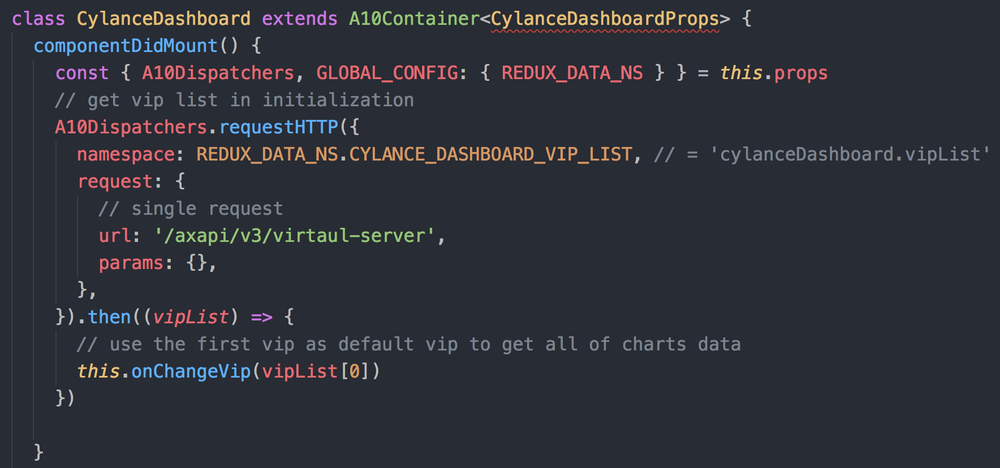 class CylanceDashboard extends A10Container<CylanceDashboardProps> {
  componentDidMount() {
    const { A10Dispatchers, GLOBAL_CONFIG: { REDUX_DATA_NS } } = this.props
    // get vip list in initialization
    A10Dispatchers.requestHTTP({
      namespace: REDUX_DATA_NS.CYLANCE_DASHBOARD_VIP_LIST, // = 'cylanceDashboard.vipList'
      request: {
        // single request
        url: '/axapi/v3/virtaul-server',
        params: {},
      },
    }).then((vipList) => {
      // use the first vip as default vip to get all of charts data
      this.onChangeVip(vipList[0])
    })
  }